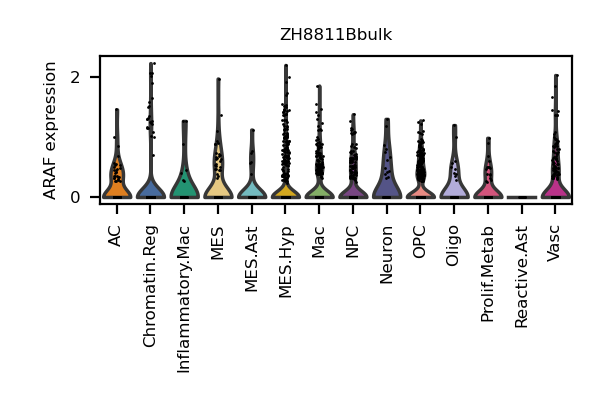 ZH8811Bbulk
ARAF expression
2
0
AC
Chromatin.Reg
Inflammatory.Mac
MES
MES.Ast
MES.Hyp
Mac
NPC
Neuron
OPC
Oligo
Prolif.Metab
Reactive.Ast
Vasc